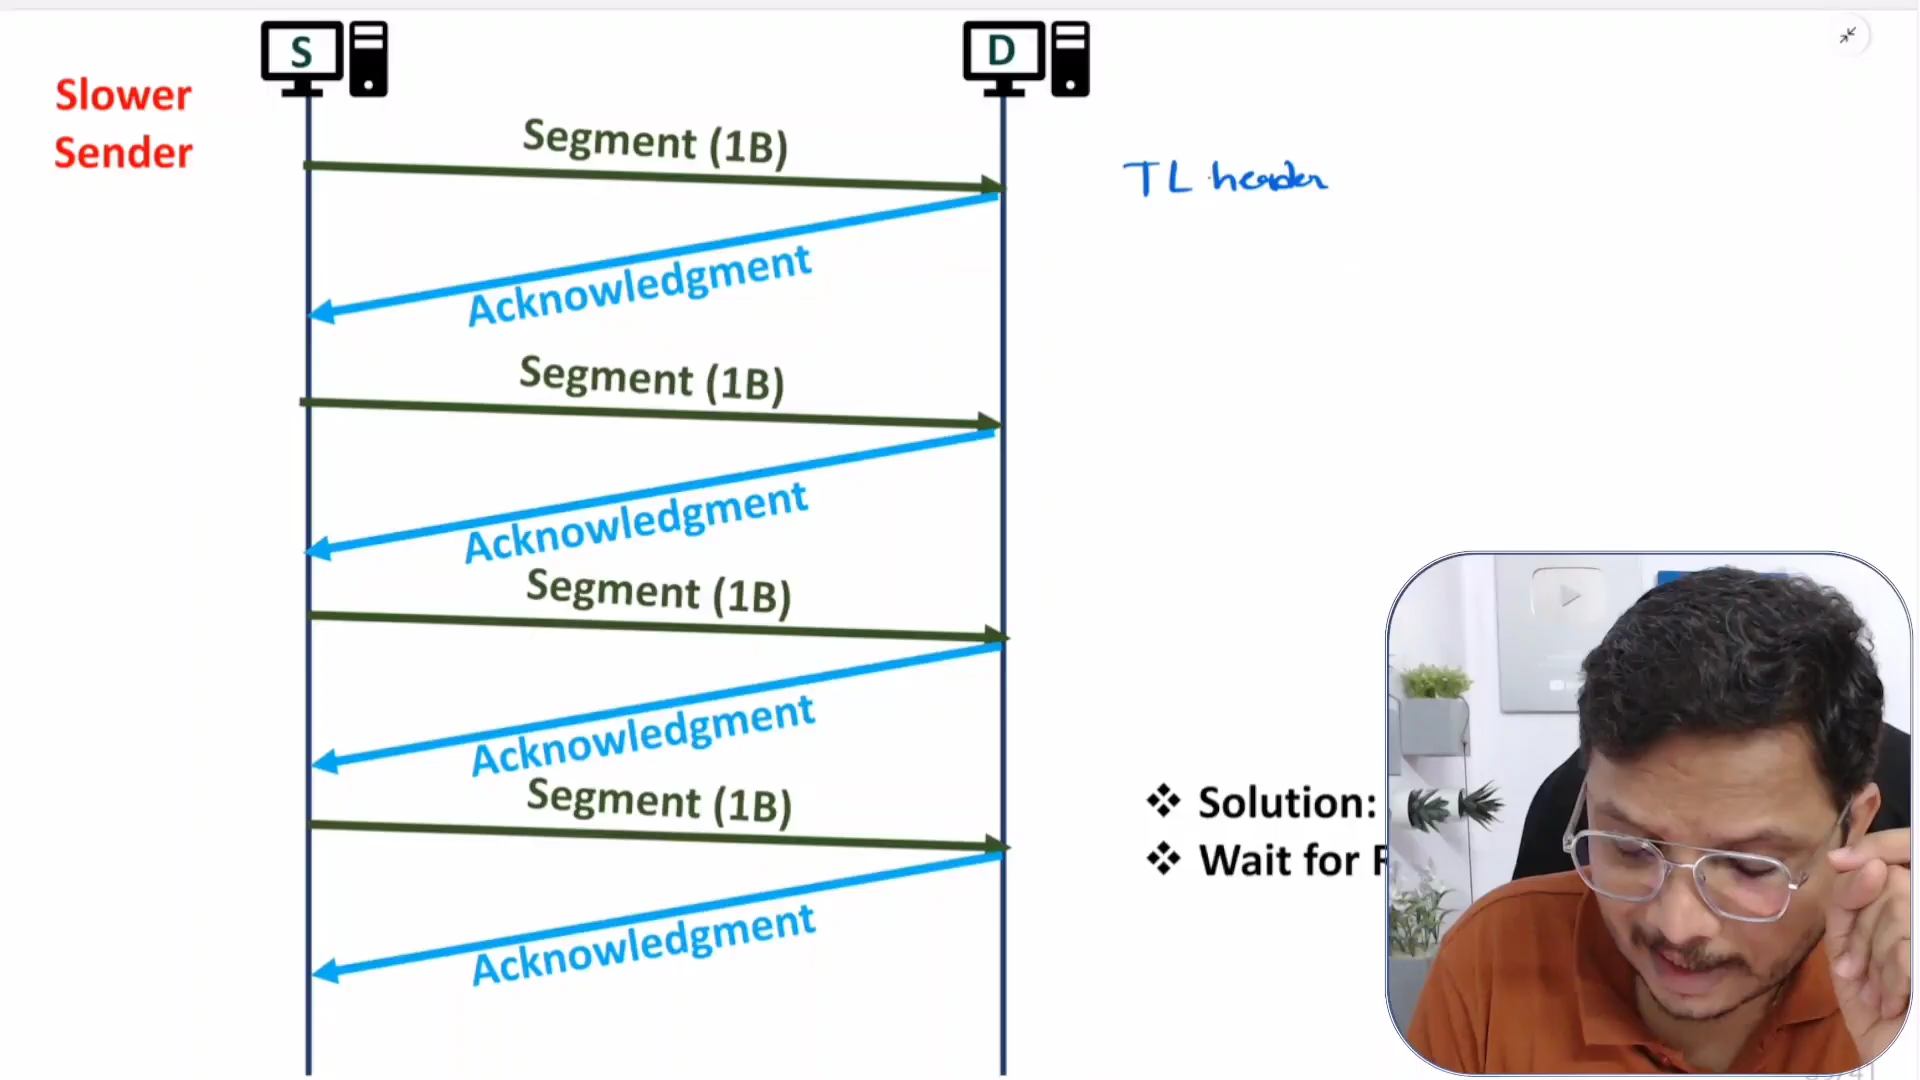 S
D
Slower
Sender
Segment (1B)
TL header
Acknowledgment
Segment (1B)
Acknowledgment
Segment (1B)
Acknowledgment
Segment (1B)
❖ Solution:
❖ Wait for
Acknowledgment